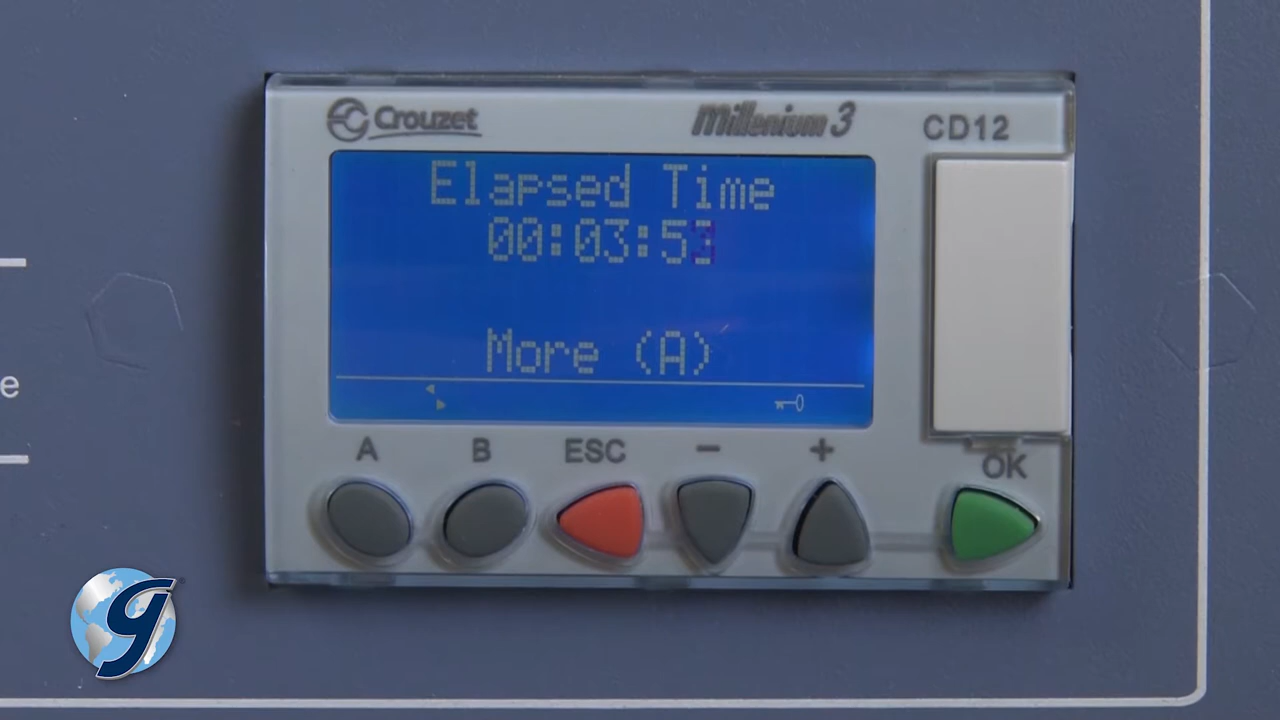 Crouzet
Millenium 3
CD12
Elapsed Time
00:03:53
More (A)
A B ESC - +
OK
e
g